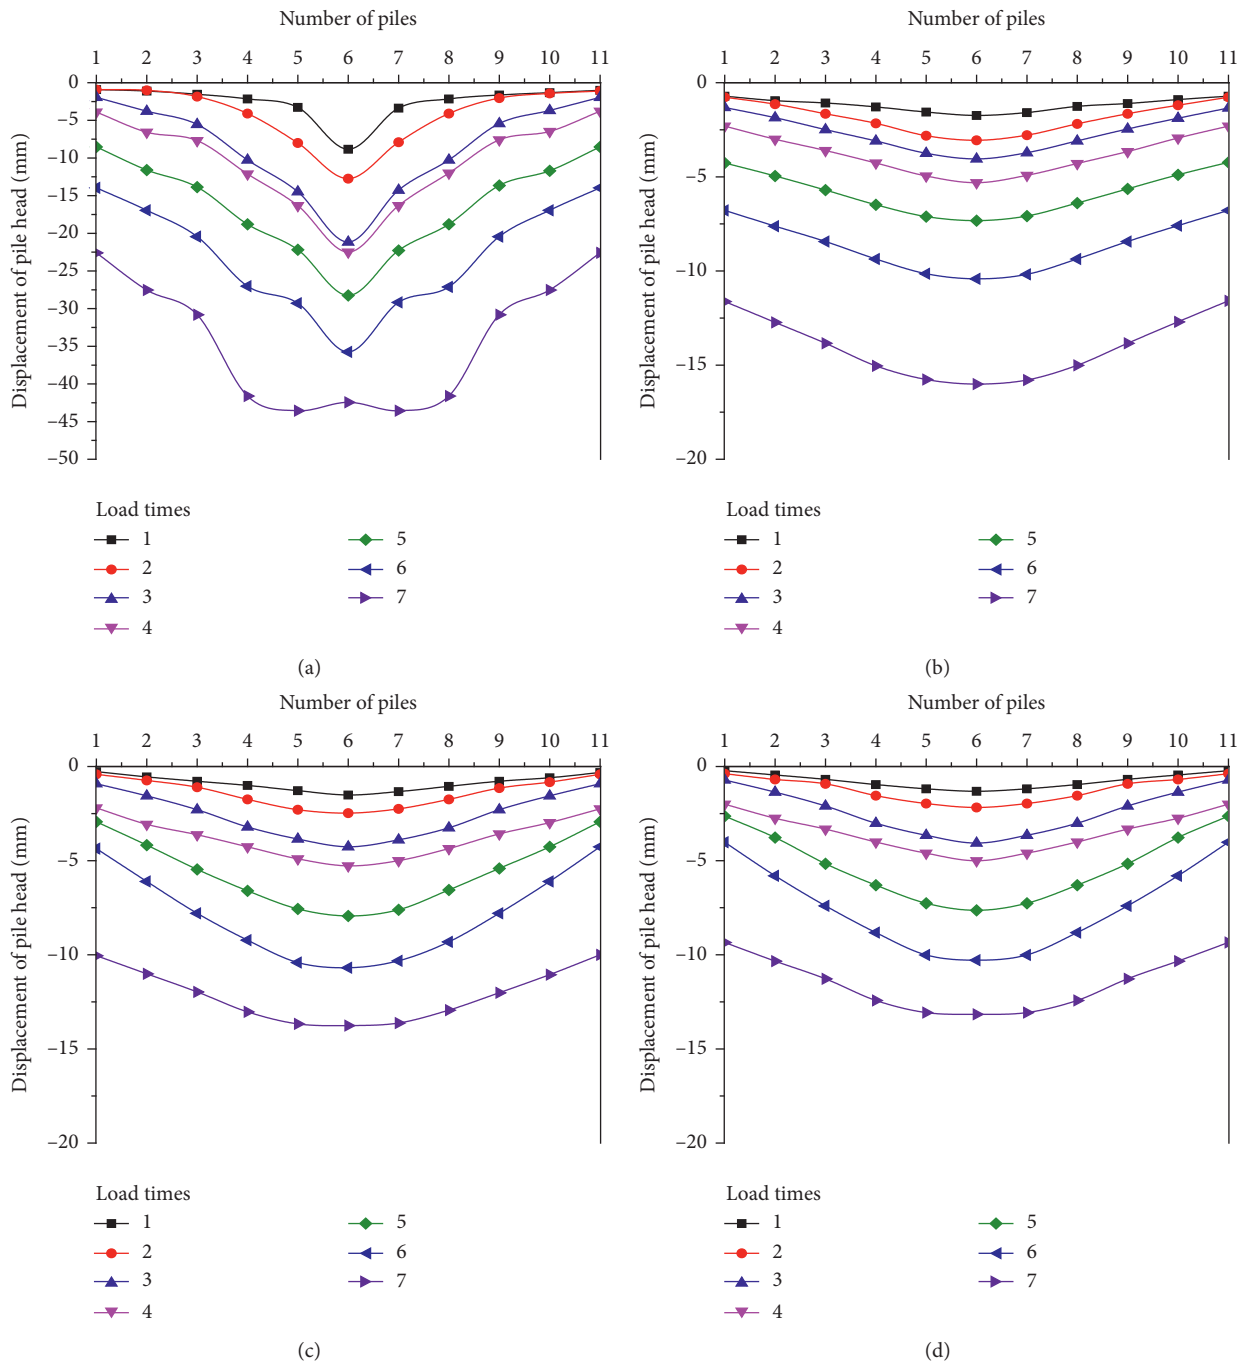 Number of piles
1 2 3 4 5 6 7 8 9 10 11
0
−5
−10
−15
−20
−25
−30
−35
−40
−45
−50
Displacement of pile head (mm)
Load times
1
2
3
4
5
6
7
(a)
Number of piles
1 2 3 4 5 6 7 8 9 10 11
0
−5
−10
−15
−20
Displacement of pile head (mm)
Load times
1
2
3
4
5
6
7
(b)
Number of piles
1 2 3 4 5 6 7 8 9 10 11
0
−5
−10
−15
−20
Displacement of pile head (mm)
Load times
1
2
3
4
5
6
7
(c)
Number of piles
1 2 3 4 5 6 7 8 9 10 11
0
−5
−10
−15
−20
Displacement of pile head (mm)
Load times
1
2
3
4
5
6
7
(d)